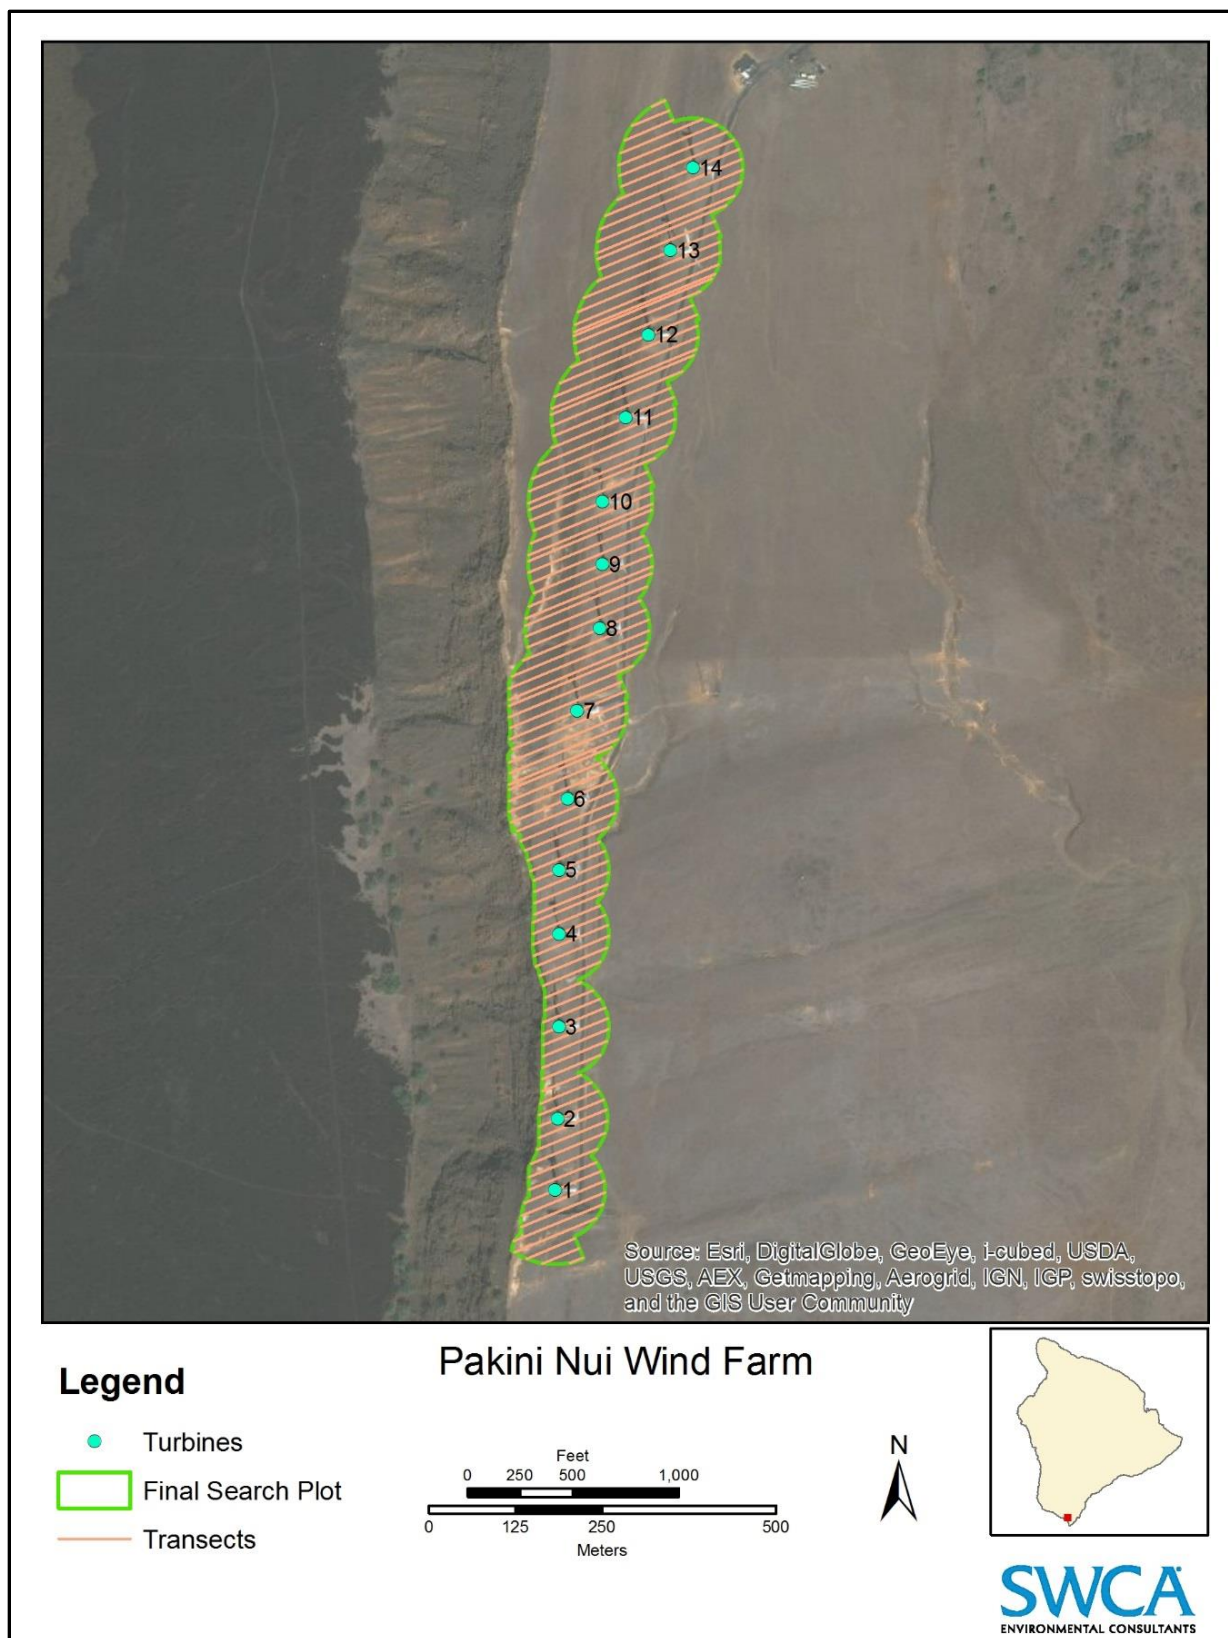 14
13
12
11
10
9
8
7
6
5
4
3
2
1
Source: Esri, DigitalGlobe, GeoEye, i-cubed, USDA,
USGS, AEX, Getmapping, Aerogrid, IGN, IGP, swisstopo,
and the GIS User Community
Pakini Nui Wind Farm
Legend
Turbines
Final Search Plot
Transects
Feet
0 250 500 1,000
0 125 250 500
Meters
N
SWCA
ENVIRONMENTAL CONSULTANTS